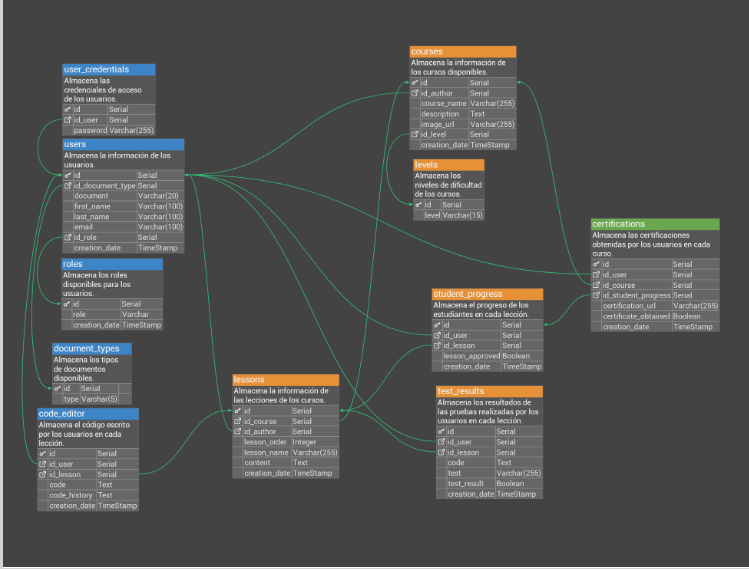 user_credentials
Almacena las
credenciales de acceso
de los usuarios.
id Serial
id_user Serial
password Varchar(255)
users
Almacena la información de los
usuarios.
id Serial
id_document_type Serial
document Varchar(20)
first_name Varchar(100)
last_name Varchar(100)
email Varchar(100)
id_role Serial
creation_date TimeStamp
roles
Almacena los roles
disponibles para los
usuarios.
id Serial
role Varchar
creation_date TimeStamp
document_types
Almacena los tipos
de documentos
disponibles.
id Serial
type Varchar(5)
code_editor
Almacena el código escrito
por los usuarios en cada
lección.
id Serial
id_user Serial
id_lesson Serial
code Text
code_history Text
creation_date TimeStamp
lessons
Almacena la información de
las lecciones de los cursos.
id Serial
id_course Serial
id_author Serial
lesson_order Integer
lesson_name Varchar(255)
content Text
creation_date TimeStamp
courses
Almacena la información de
los cursos disponibles.
id Serial
id_author Serial
course_name Varchar(255)
description Text
image_url Varchar(255)
id_level Serial
creation_date TimeStamp
levels
Almacena los
niveles de dificultad
de los cursos.
id Serial
level Varchar(15)
student_progress
Almacena el progreso de los
estudiantes en cada lección.
id Serial
id_user Serial
id_lesson Serial
lesson_approved Boolean
creation_date TimeStamp
test_results
Almacena los resultados de
las pruebas realizadas por los
usuarios en cada lección.
id Serial
id_user Serial
id_lesson Serial
code Text
test Varchar(255)
test_result Boolean
creation_date TimeStamp
certifications
Almacena las certificaciones
obtenidas por los usuarios en cada
curso.
id Serial
id_user Serial
id_course Serial
id_student_progress Serial
certification_url Varchar(255)
certificate_obtained Boolean
creation_date TimeStamp